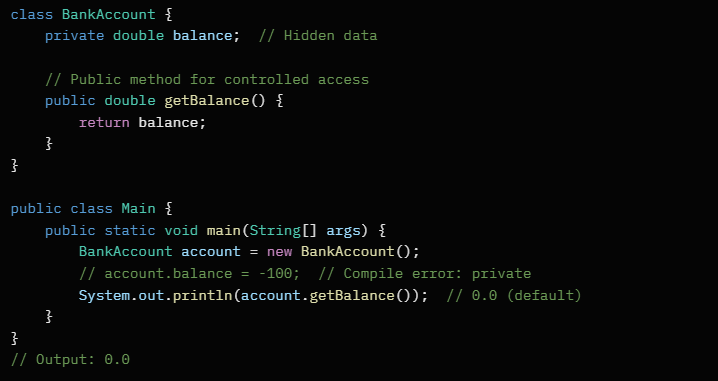 class BankAccount {
    private double balance;  // Hidden data

    // Public method for controlled access
    public double getBalance() {
        return balance;
    }
}

public class Main {
    public static void main(String[] args) {
        BankAccount account = new BankAccount();
        // account.balance = -100;  // Compile error: private
        System.out.println(account.getBalance());  // 0.0 (default)
    }
}
// Output: 0.0